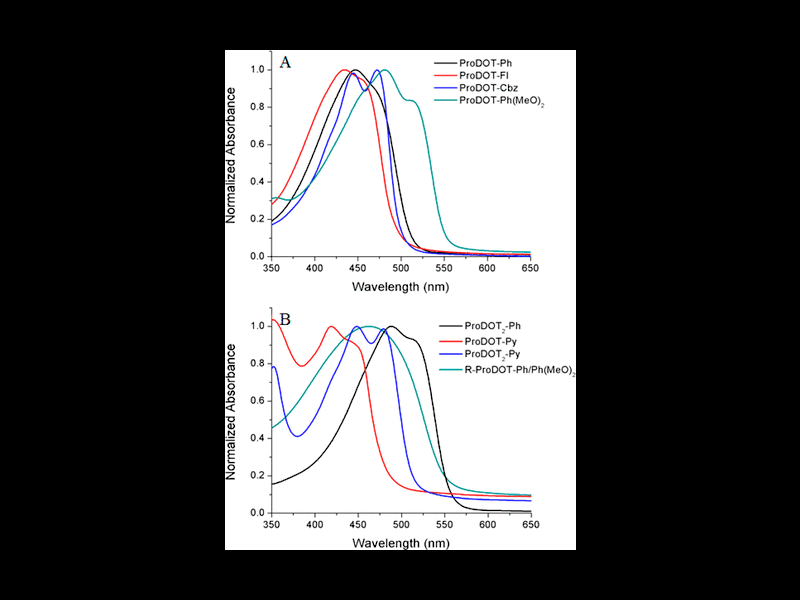 A
ProDOT-Ph
ProDOT-Fl
ProDOT-Cbz
ProDOT-Ph(MeO)2
Normalized Absorbance
1.0
0.8
0.6
0.4
0.2
0.0
350 400 450 500 550 600 650
Wavelength (nm)
B
ProDOT2-Ph
ProDOT-Py
ProDOT2-Py
R-ProDOT-Ph/Ph(MeO)2
Normalized Absorbance
1.0
0.8
0.6
0.4
0.2
0.0
350 400 450 500 550 600 650
Wavelength (nm)